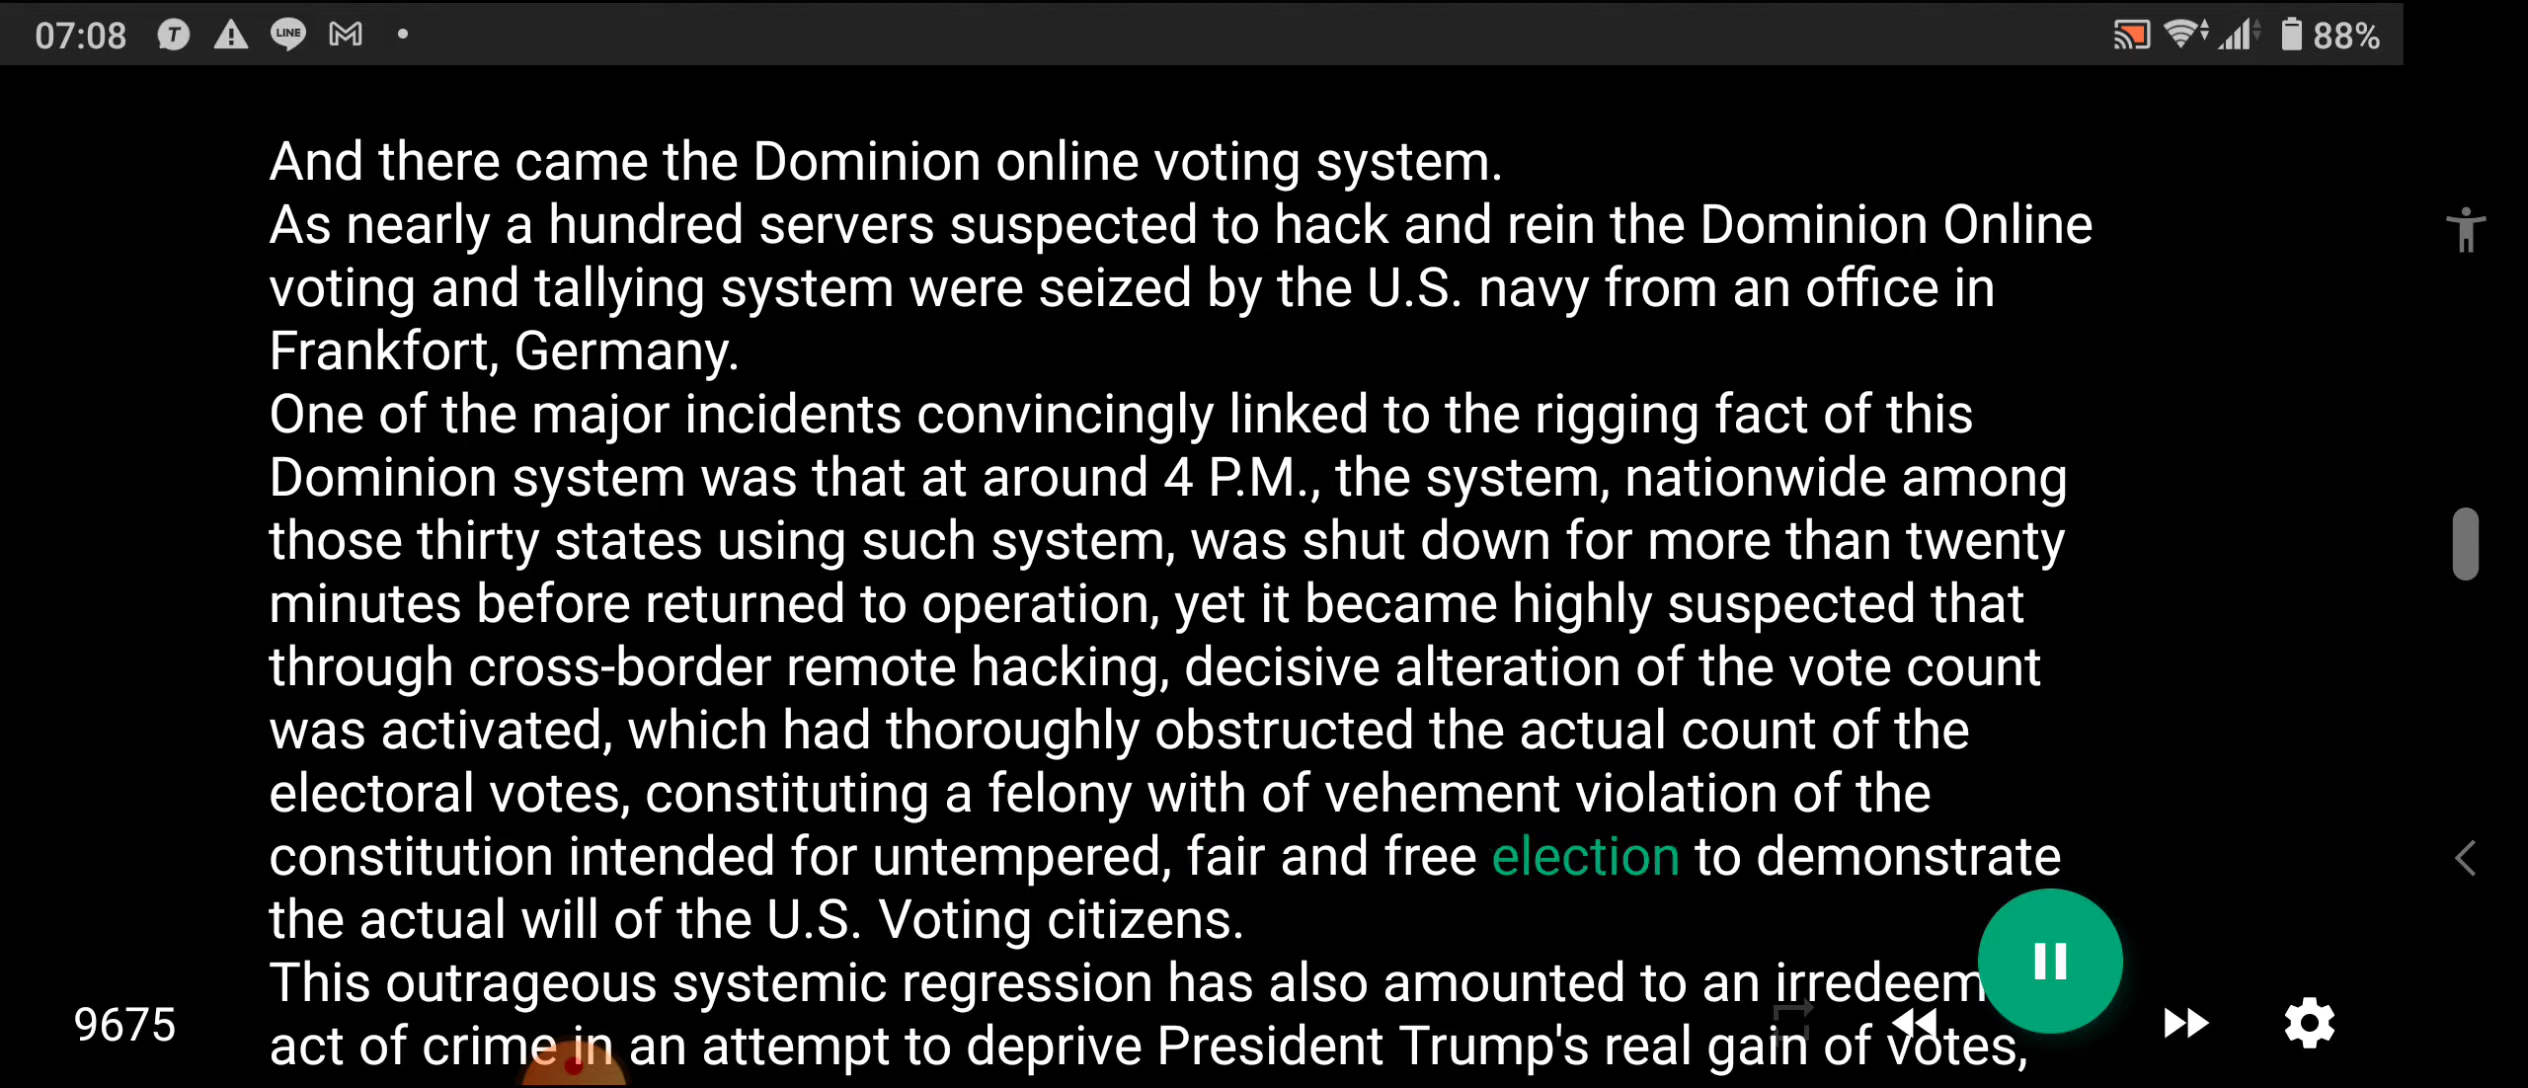 07:08 T LINE 88%
And there came the Dominion online voting system.
As nearly a hundred servers suspected to hack and rein the Dominion Online
voting and tallying system were seized by the U.S. navy from an office in
Frankfort, Germany.
One of the major incidents convincingly linked to the rigging fact of this
Dominion system was that at around 4 P.M., the system, nationwide among
those thirty states using such system, was shut down for more than twenty
minutes before returned to operation, yet it became highly suspected that
through cross-border remote hacking, decisive alteration of the vote count
was activated, which had thoroughly obstructed the actual count of the
electoral votes, constituting a felony with of vehement violation of the
constitution intended for untempered, fair and free election to demonstrate
the actual will of the U.S. Voting citizens.
This outrageous systemic regression has also amounted to an irredeem
act of crime in an attempt to deprive President Trump's real gain of votes,
9675